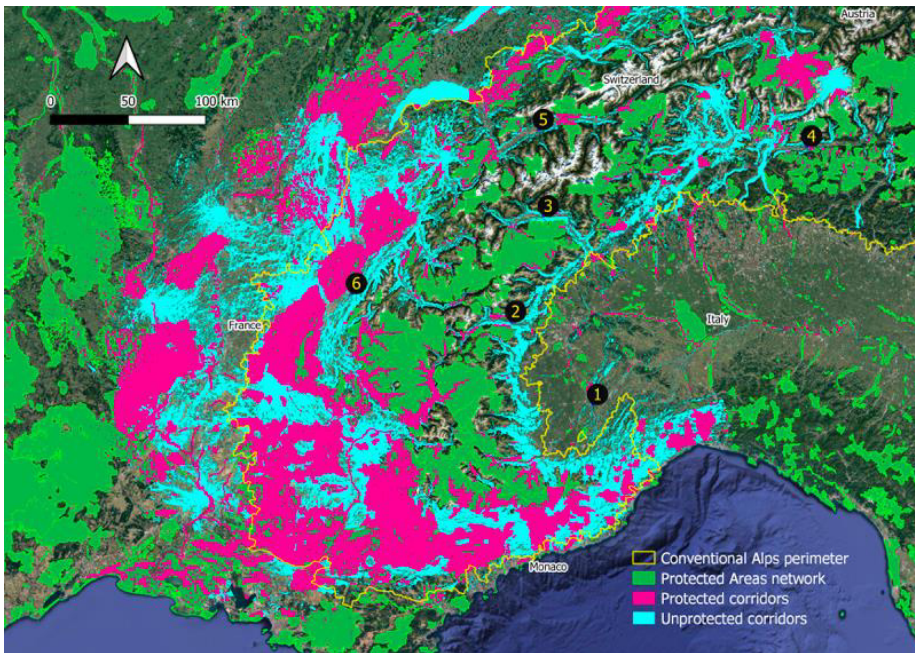 Austria
Switzerland
0 50 100 km
5
4
3
6
2
France
Italy
1
Monaco
Conventional Alps perimeter
Protected Areas network
Protected corridors
Unprotected corridors